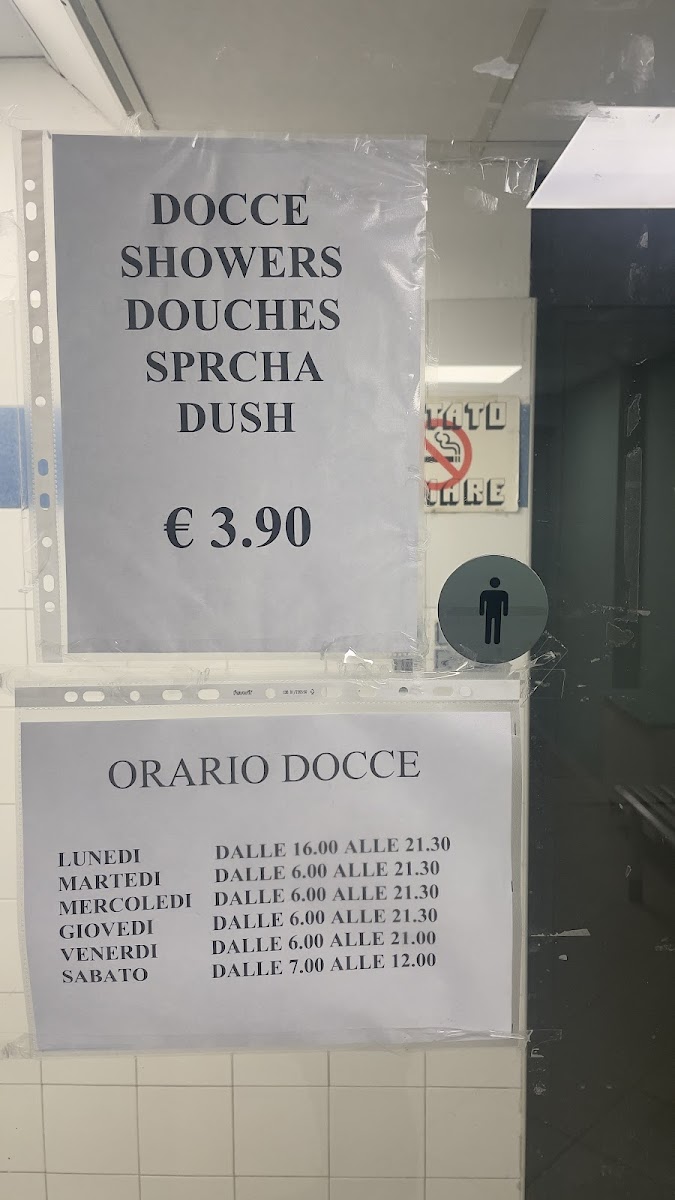 DOCCE
SHOWERS
DOUCHES
SPRCHA
DUSH
€ 3.90
TATO
ARE
ORARIO DOCCE
LUNEDI DALLE 16.00 ALLE 21.30
MARTEDI DALLE 6.00 ALLE 21.30
MERCOLEDI DALLE 6.00 ALLE 21.30
GIOVEDI DALLE 6.00 ALLE 21.30
VENERDI DALLE 6.00 ALLE 21.00
SABATO DALLE 7.00 ALLE 12.00